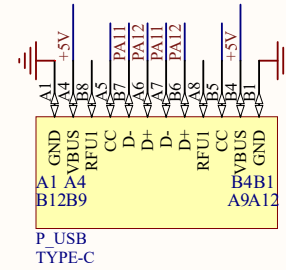 +5V PA11 PA12 PA11 PA12 +5V
A1 A4 B8 A5 B7 A6 A7 B6 A8 B5 B4 B1
GND VBUS RFU1 CC D- D+ D- D+ RFU1 CC VBUS GND
A1 A4 B4B1
B12B9 A9A12
P_USB
TYPE-C